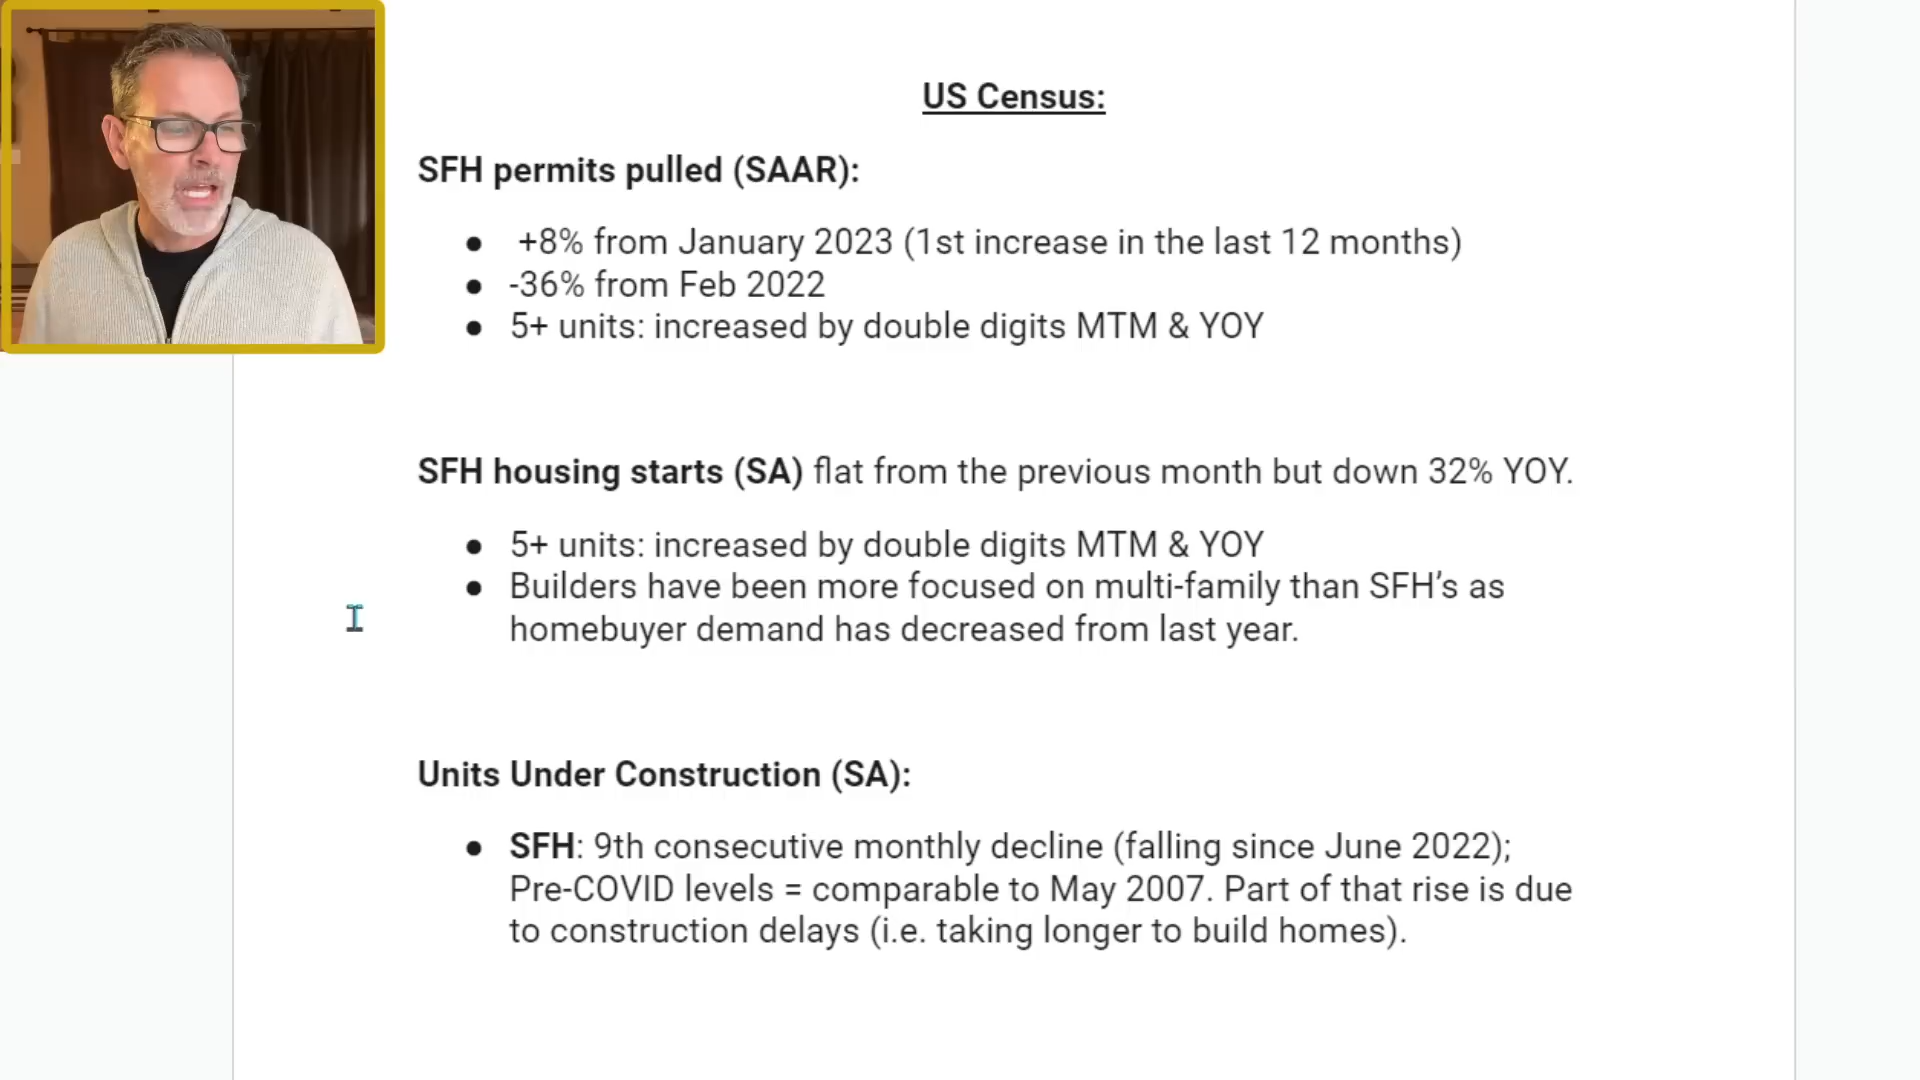 US Census:
SFH permits pulled (SAAR):
● +8% from January 2023 (1st increase in the last 12 months)
● -36% from Feb 2022
● 5+ units: increased by double digits MTM & YOY
SFH housing starts (SA) flat from the previous month but down 32% YOY.
● 5+ units: increased by double digits MTM & YOY
● Builders have been more focused on multi-family than SFH’s as
homebuyer demand has decreased from last year.
Units Under Construction (SA):
● SFH: 9th consecutive monthly decline (falling since June 2022);
Pre-COVID levels = comparable to May 2007. Part of that rise is due
to construction delays (i.e. taking longer to build homes).